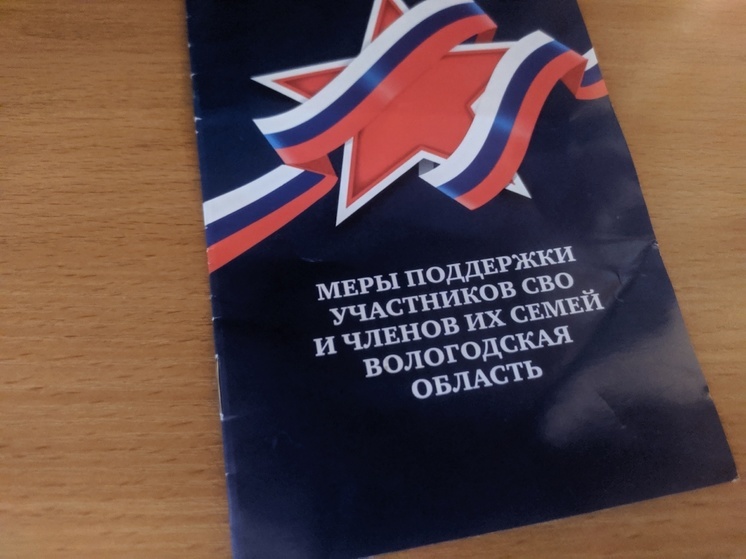 МЕРЫ ПОДДЕРЖКИ
УЧАСТНИКОВ СВО
И ЧЛЕНОВ ИХ СЕМЕЙ
ВОЛОГОДСКАЯ
ОБЛАСТЬ